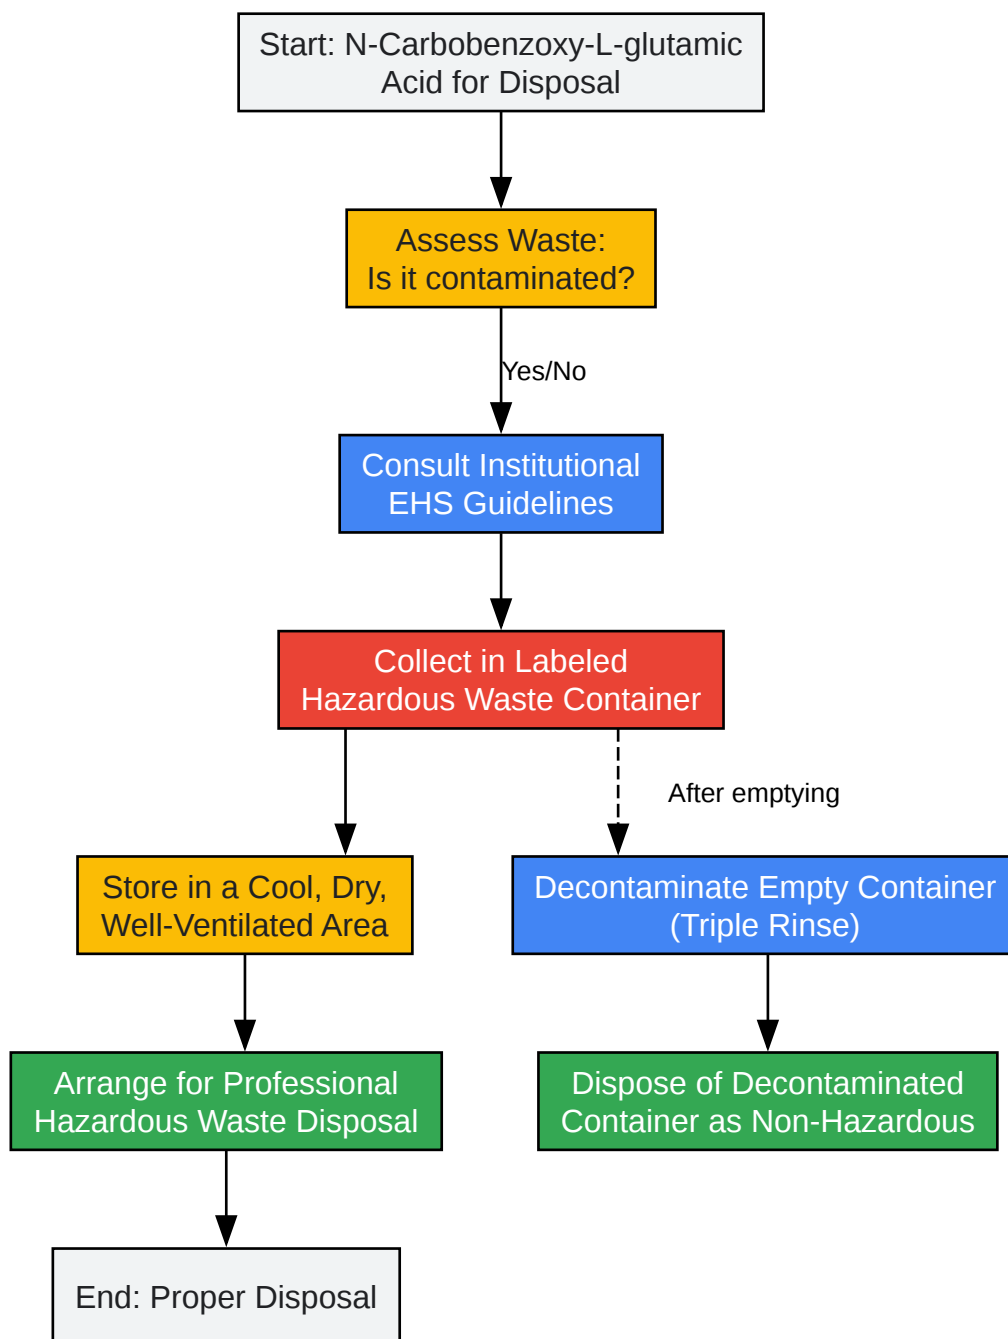 Start: N-Carbobenzoxy-L-glutamic
Acid for Disposal
Assess Waste:
Is it contaminated?
Yes/No
Consult Institutional
EHS Guidelines
Collect in Labeled
Hazardous Waste Container
After emptying
Store in a Cool, Dry,
Well-Ventilated Area
Decontaminate Empty Container
(Triple Rinse)
Arrange for Professional
Hazardous Waste Disposal
Dispose of Decontaminated
Container as Non-Hazardous
End: Proper Disposal